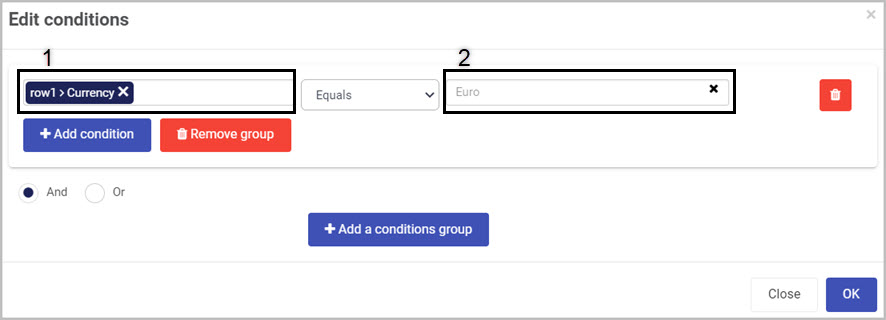 Edit conditions
×
1
2
row1 > Currency ×
Equals
Euro
×
+ Add condition
Remove group
And
Or
+ Add a conditions group
Close
OK